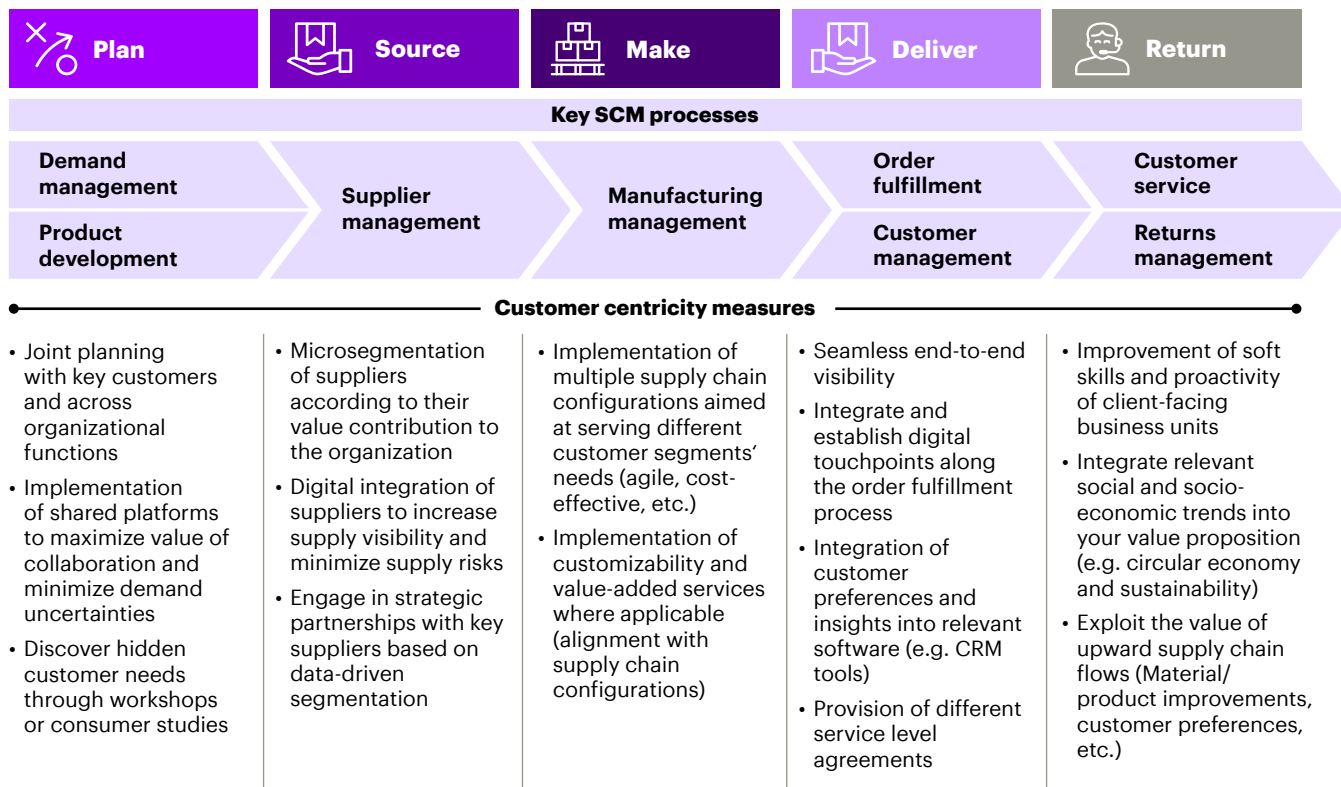 Plan
Source
Make
Deliver
Return
Key SCM processes
Demand
management
Product
development
Supplier
management
Manufacturing
management
Order
fulfillment
Customer
management
Customer
service
Returns
management
Customer centricity measures
• Joint planning
with key customers
and across
organizational
functions
• Implementation
of shared platforms
to maximize value of
collaboration and
minimize demand
uncertainties
• Discover hidden
customer needs
through workshops
or consumer studies
• Microsegmentation
of suppliers
according to their
value contribution to
the organization
• Digital integration of
suppliers to increase
supply visibility and
minimize supply risks
• Engage in strategic
partnerships with key
suppliers based on
data-driven
segmentation
• Implementation of
multiple supply chain
configurations aimed
at serving different
customer segments‘
needs (agile, cost-
effective, etc.)
• Implementation of
customizability and
value-added services
where applicable
(alignment with
supply chain
configurations)
• Seamless end-to-end
visibility
• Integrate and
establish digital
touchpoints along
the order fulfillment
process
• Integration of
customer
preferences and
insights into relevant
software (e.g. CRM
tools)
• Provision of different
service level
agreements
• Improvement of soft
skills and proactivity
of client-facing
business units
• Integrate relevant
social and socio-
economic trends into
your value proposition
(e.g. circular economy
and sustainability)
• Exploit the value of
upward supply chain
flows (Material/
product improvements,
customer preferences,
etc.)